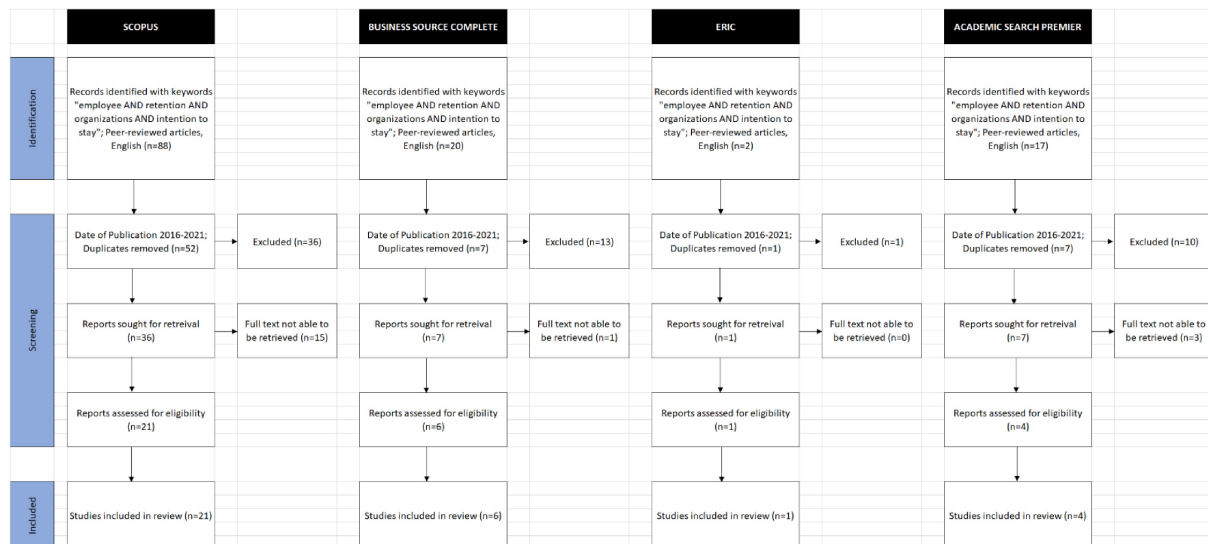 SCOPUS
BUSINESS SOURCE COMPLETE
ERIC
ACADEMIC SEARCH PREMIER
Identification
Records identified with keywords
"employee AND retention AND
organizations AND intention to
stay"; Peer-reviewed articles,
English (n=88)
Records identified with keywords
"employee AND retention AND
organizations AND intention to
stay"; Peer-reviewed articles,
English (n=20)
Records identified with keywords
"employee AND retention AND
organizations AND intention to
stay"; Peer-reviewed articles,
English (n=2)
Records identified with keywords
"employee AND retention AND
organizations AND intention to
stay"; Peer-reviewed articles,
English (n=17)
Screening
Date of Publication 2016-2021;
Duplicates removed (n=52)
Excluded (n=36)
Date of Publication 2016-2021;
Duplicates removed (n=7)
Excluded (n=13)
Date of Publication 2016-2021;
Duplicates removed (n=1)
Excluded (n=1)
Date of Publication 2016-2021;
Duplicates removed (n=7)
Excluded (n=10)
Reports sought for retreival
(n=36)
Full text not able to
be retrieved (n=15)
Reports sought for retreival
(n=7)
Full text not able to
be retrieved (n=1)
Reports sought for retreival
(n=1)
Full text not able to
be retrieved (n=0)
Reports sought for retreival
(n=7)
Full text not able to
be retrieved (n=3)
Reports assessed for eligibility
(n=21)
Reports assessed for eligibility
(n=6)
Reports assessed for eligibility
(n=1)
Reports assessed for eligibility
(n=4)
Included
Studies included in review (n=21)
Studies included in review (n=6)
Studies included in review (n=1)
Studies included in review (n=4)